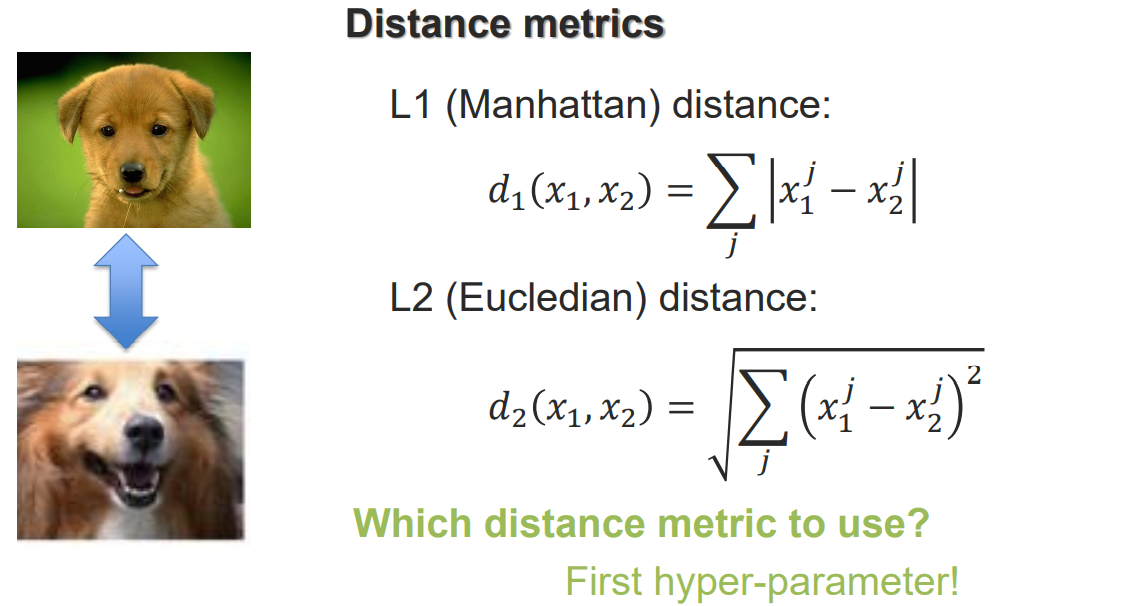 Distance metrics
L1 (Manhattan) distance:
$d_1(x_1, x_2) = \sum_j \left| x_1^j - x_2^j \right|$
L2 (Eucledian) distance:
$d_2(x_1, x_2) = \sqrt{\sum_j \left( x_1^j - x_2^j \right)^2}$
Which distance metric to use?
First hyper-parameter!